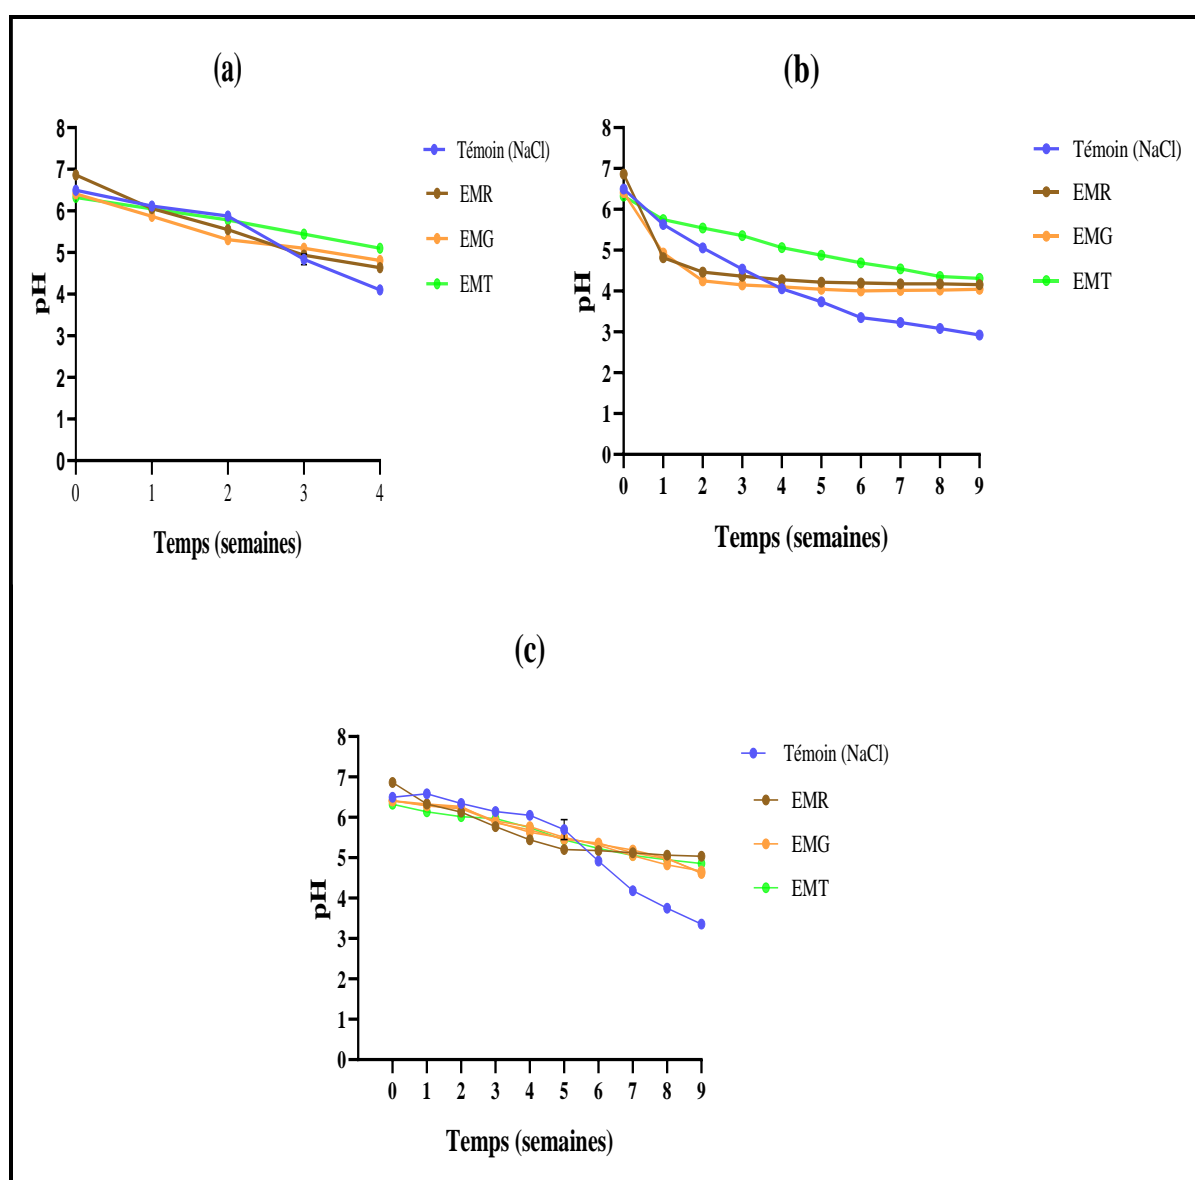 (a)
8
7
6
5
4
3
2
1
0
pH
0 1 2 3 4
Temps (semaines)
Témoin (NaCl)
EMR
EMG
EMT
(b)
8
7
6
5
4
3
2
1
0
pH
0 1 2 3 4 5 6 7 8 9
Temps (semaines)
Témoin (NaCl)
EMR
EMG
EMT
(c)
8
7
6
5
4
3
2
1
0
pH
0 1 2 3 4 5 6 7 8 9
Temps (semaines)
Témoin (NaCl)
EMR
EMG
EMT